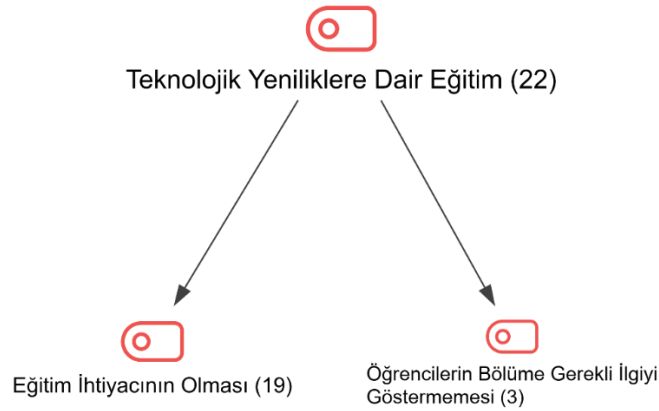 Teknolojik Yeniliklere Dair Eğitim (22)
Eğitim İhtiyacının Olması (19)
Öğrencilerin Bölüme Gerekli İlgiyi
Göstermemesi (3)